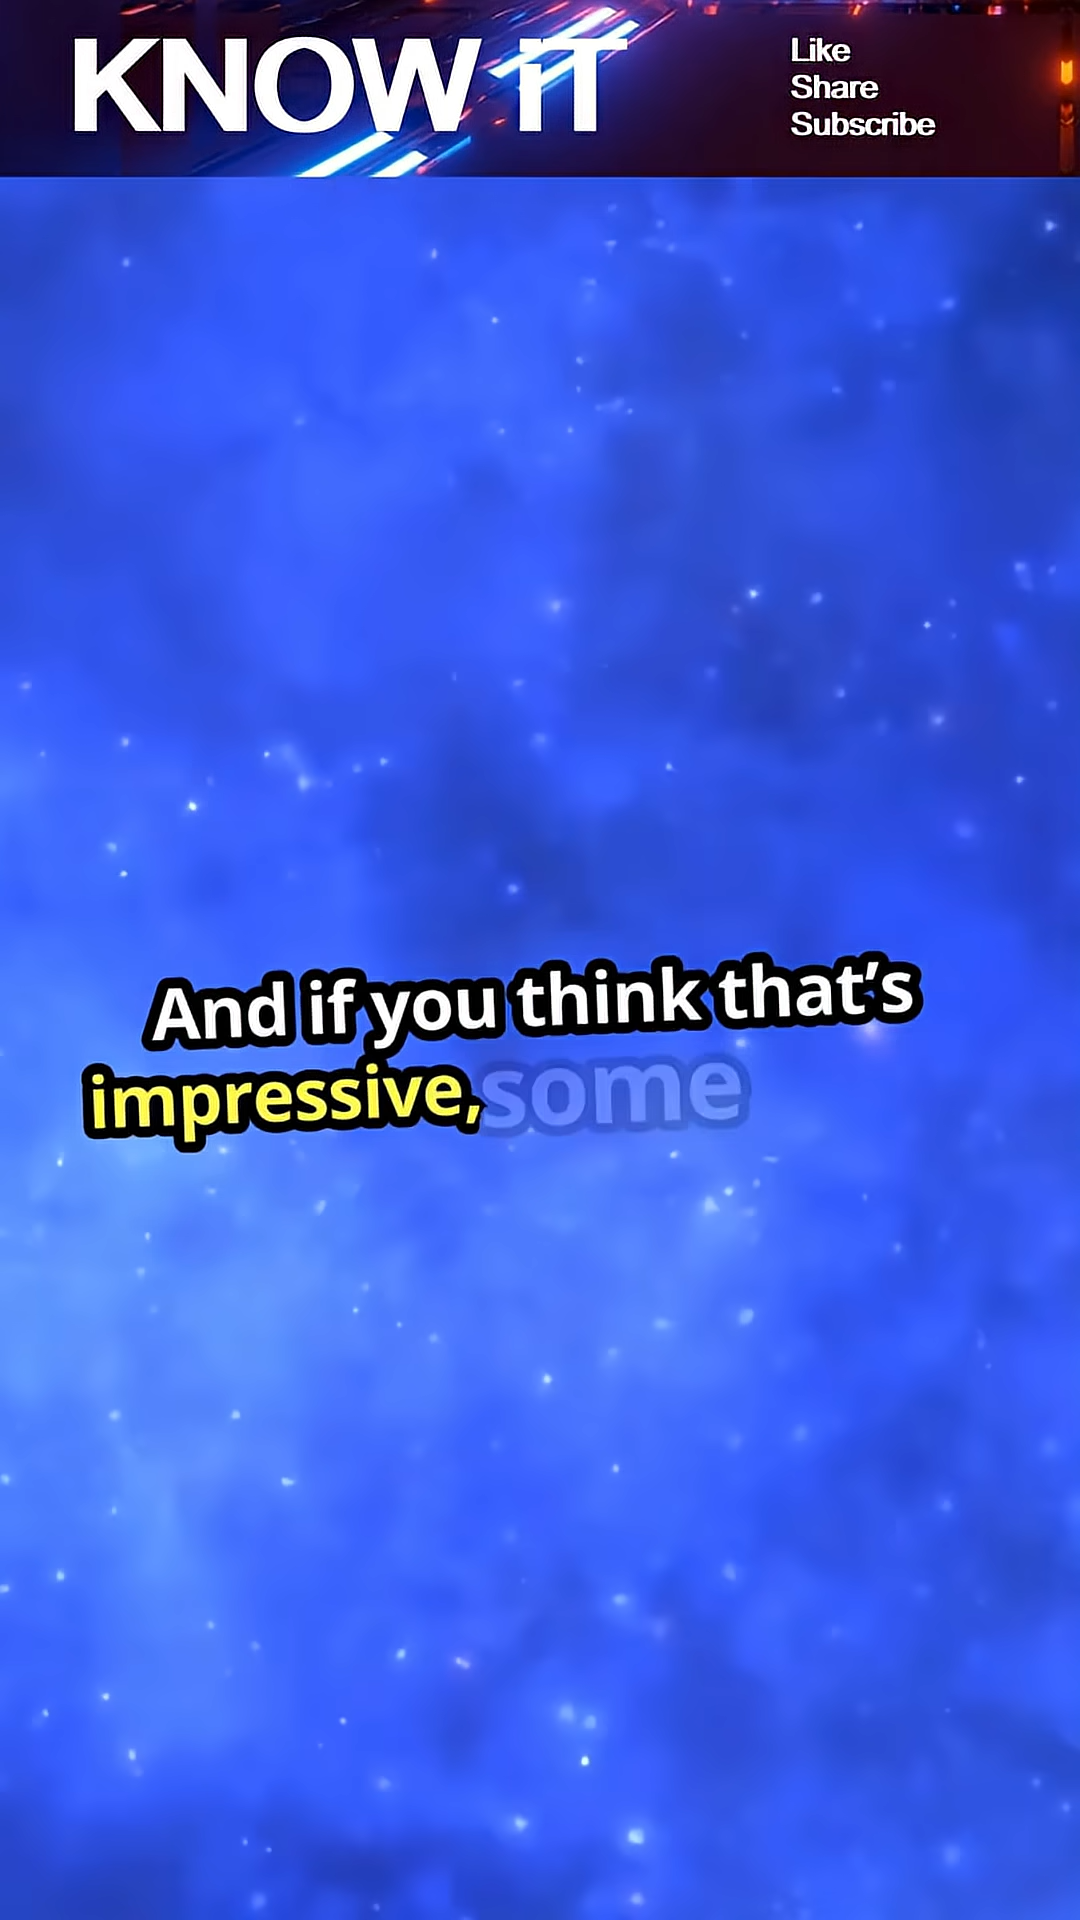 KNOW iT
Like
Share
Subscribe
And if you think that’s
impressive, some